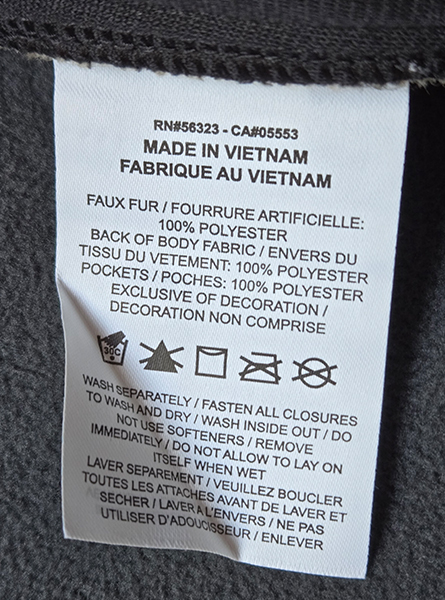 RN#56323 - CA#05553
MADE IN VIETNAM
FABRIQUE AU VIETNAM
FAUX FUR / FOURRURE ARTIFICIELLE:
100% POLYESTER
BACK OF BODY FABRIC / ENVERS DU
TISSU DU VETEMENT: 100% POLYESTER
POCKETS / POCHES: 100% POLYESTER
EXCLUSIVE OF DECORATION /
DECORATION NON COMPRISE
30C
WASH SEPARATELY / FASTEN ALL CLOSURES
TO WASH AND DRY / WASH INSIDE OUT / DO
NOT USE SOFTENERS / REMOVE
IMMEDIATELY / DO NOT ALLOW TO LAY ON
ITSELF WHEN WET
LAVER SEPAREMENT / VEUILLEZ BOUCLER
TOUTES LES ATTACHES AVANT DE LAVER ET
SECHER / LAVER A L'ENVERS / NE PAS
UTILISER D'ADOUCISEUR / ENLEVER